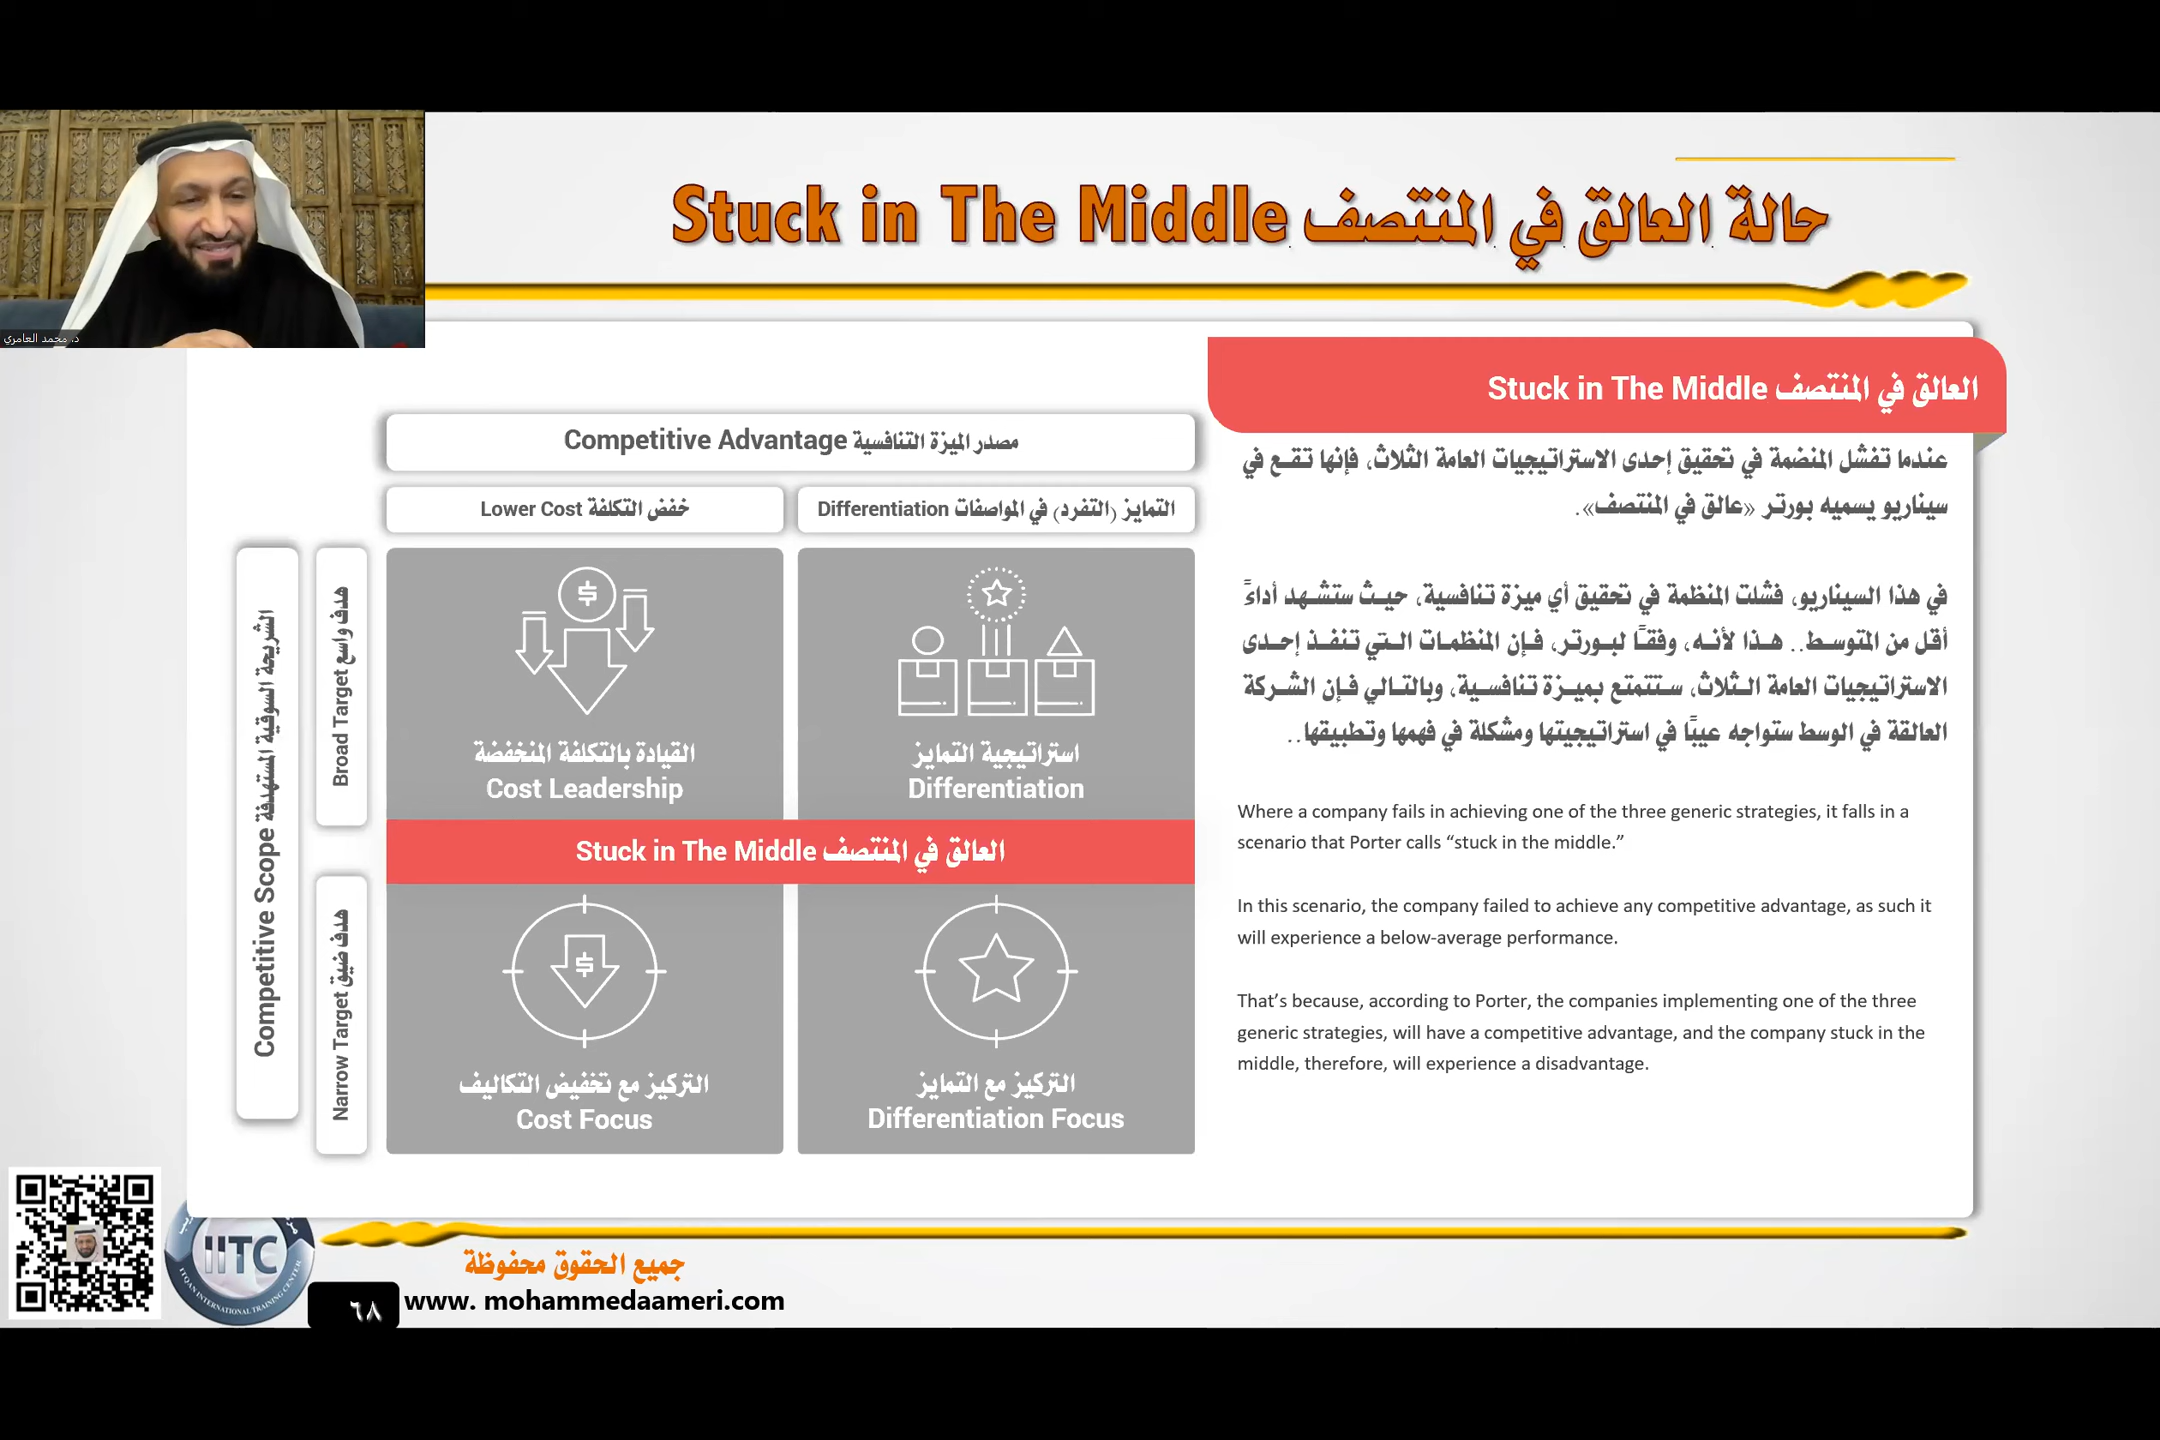 حالة العالق في المنتصف Stuck in The Middle
د. محمد العامري
العالق في المنتصف Stuck in The Middle
عندما تفشل المنضمة في تحقيق إحدى الاستراتيجيات العامة الثلاث، فإنها تقع في
سيناريو يسميه بورتر «عالق في المنتصف».
في هذا السيناريو، فشلت المنظمة في تحقيق أي ميزة تنافسية، حيث ستشهد أداءً
أقل من المتوسط.. هذا لأنه، وفقًا لبورتر، فإن المنظمات التي تنفذ إحدى
الاستراتيجيات العامة الثلاث، ستتمتع بميزة تنافسية، وبالتالي فإن الشركة
العالقة في الوسط ستواجه عيبًا في استراتيجيتها ومشكلة في فهمها وتطبيقها..
Where a company fails in achieving one of the three generic strategies, it falls in a
scenario that Porter calls “stuck in the middle.”
In this scenario, the company failed to achieve any competitive advantage, as such it
will experience a below-average performance.
That’s because, according to Porter, the companies implementing one of the three
generic strategies, will have a competitive advantage, and the company stuck in the
middle, therefore, will experience a disadvantage.
مصدر الميزة التنافسية Competitive Advantage
خفض التكلفة Lower Cost
التمايز (التفرد) في المواصفات Differentiation
الشريحة السوقية المستهدفة Competitive Scope
هدف واسع Broad Target
القيادة بالتكلفة المنخفضة
Cost Leadership
استراتيجية التمايز
Differentiation
العالق في المنتصف Stuck in The Middle
هدف ضيق Narrow Target
التركيز مع تخفيض التكاليف
Cost Focus
التركيز مع التمايز
Differentiation Focus
IITC
ITQAN INTERNATIONAL TRAINING CENTER
جميع الحقوق محفوظة
www. mohammedaameri.com
٦٨